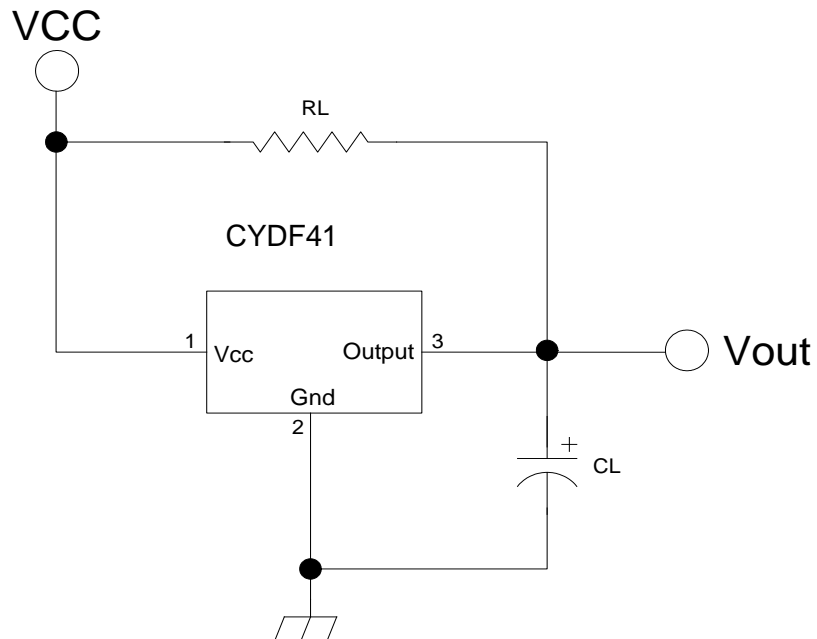 VCC
RL
CYDF41
1
Vcc
Output
3
Vout
Gnd
2
+
CL